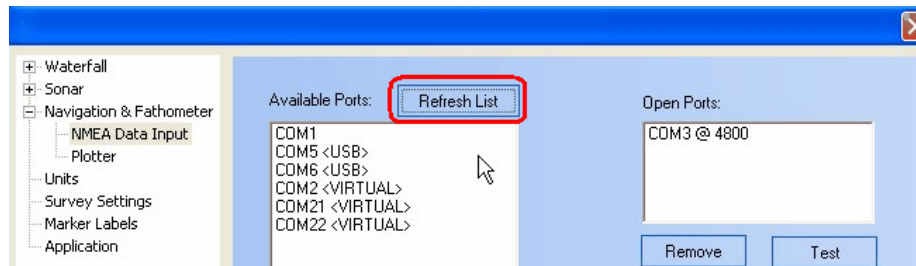 Waterfall
Sonar
Navigation & Fathometer
NMEA Data Input
Plotter
Units
Survey Settings
Marker Labels
Application
Available Ports:
Refresh List
COM1
COM5 <USB>
COM6 <USB>
COM2 <VIRTUAL>
COM21 <VIRTUAL>
COM22 <VIRTUAL>
Open Ports:
COM3 @ 4800
Remove
Test